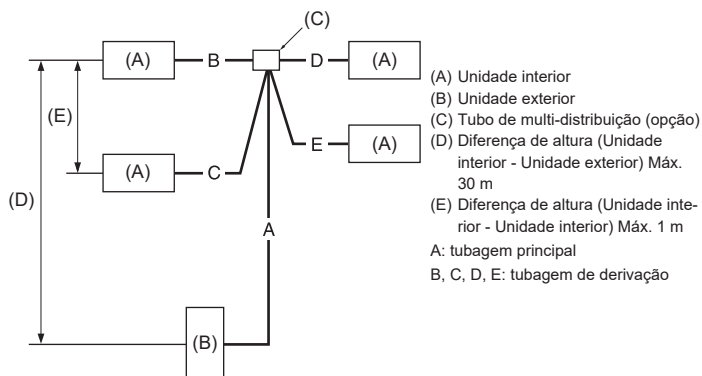 (C)
(A)
B
D
(A)
(E)
(A)
C
E
(A)
(D)
A
(B)
(A) Unidade interior
(B) Unidade exterior
(C) Tubo de multi-distribuição (opção)
(D) Diferença de altura (Unidade
interior - Unidade exterior) Máx.
30 m
(E) Diferença de altura (Unidade inte-
rior - Unidade interior) Máx. 1 m
A: tubagem principal
B, C, D, E: tubagem de derivação